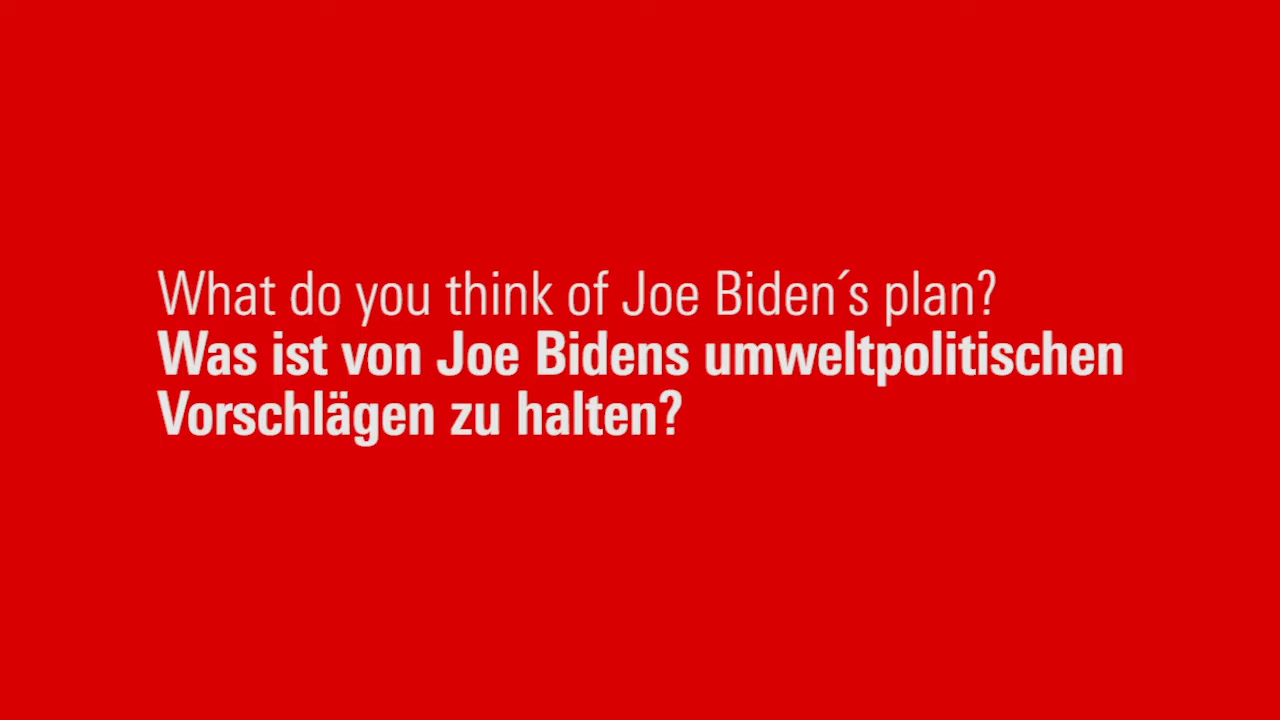 What do you think of Joe Biden´s plan?
Was ist von Joe Bidens umweltpolitischen
Vorschlägen zu halten?